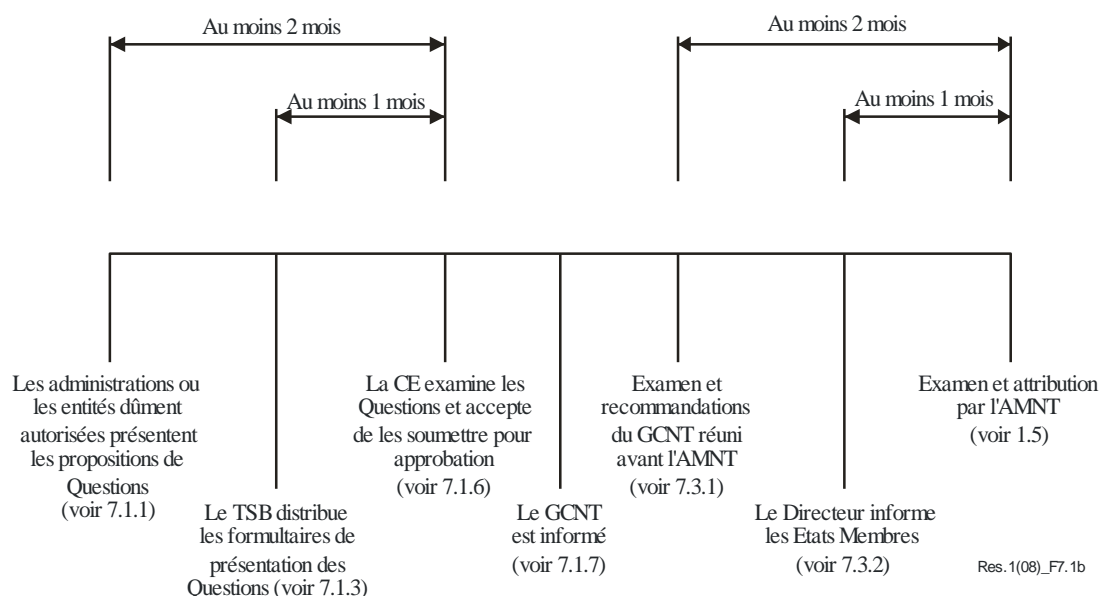 Au moins 2 mois
Au moins 2 mois
Au moins 1 mois
Au moins 1 mois
Les administrations ou
les entités dûment
autorisées présentent
les propositions de
Questions
(voir 7.1.1)
Le TSB distribue
les formultaires de
présentation des
Questions (voir 7.1.3)
La CE examine les
Questions et accepte
de les soumettre pour
approbation
(voir 7.1.6)
Le GCNT
est informé
(voir 7.1.7)
Examen et
recommandations
du GCNT réuni
avant l'AMNT
(voir 7.3.1)
Le Directeur informe
les Etats Membres
(voir 7.3.2)
Examen et attribution
par l'AMNT
(voir 1.5)
Res.1(08)_F7.1b